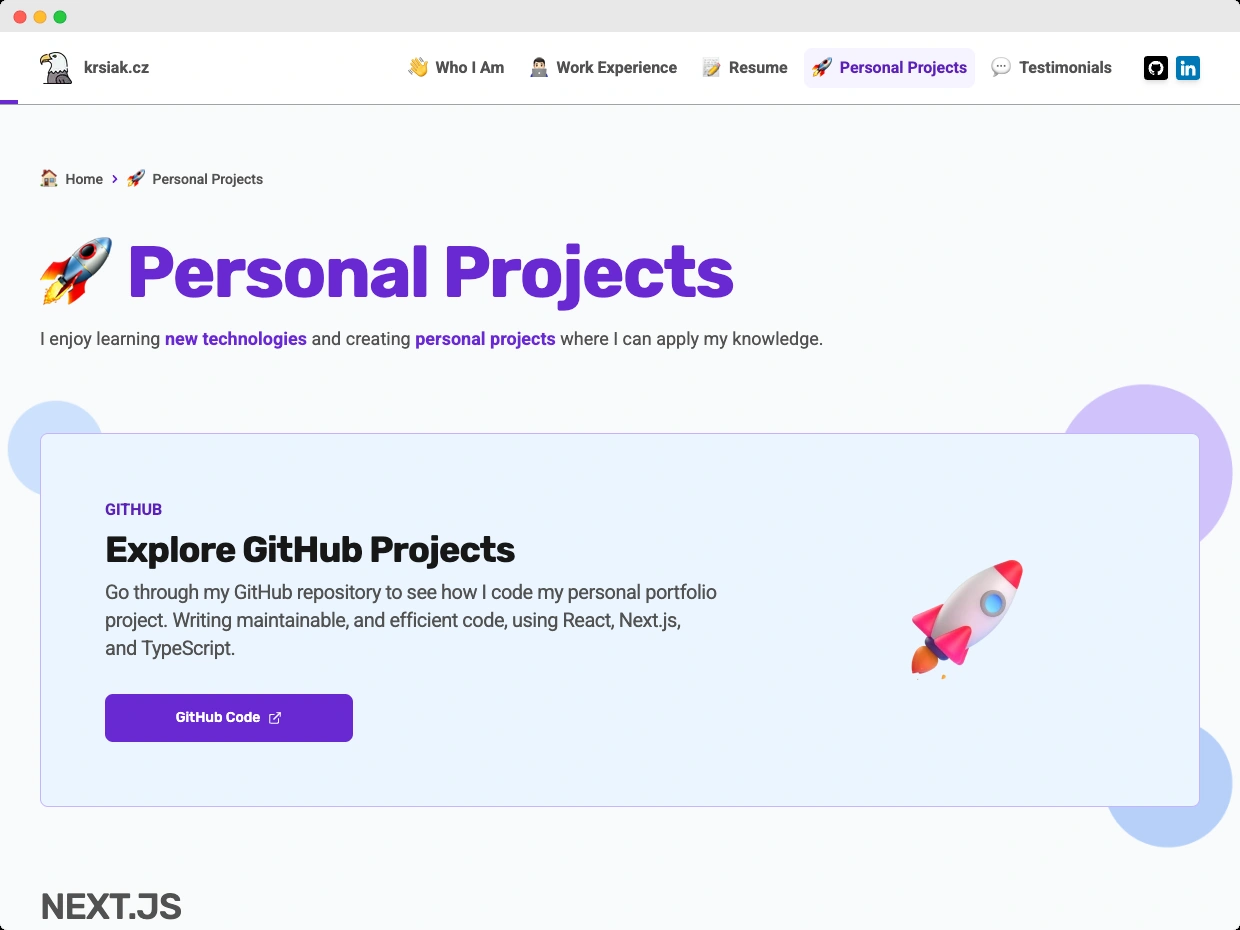 krsiak.cz
Who I Am
Work Experience
Resume
Personal Projects
Testimonials
in
Home
Personal Projects
Personal Projects
I enjoy learning new technologies and creating personal projects where I can apply my knowledge.
GITHUB
Explore GitHub Projects
Go through my GitHub repository to see how I code my personal portfolio
project. Writing maintainable, and efficient code, using React, Next.js,
and TypeScript.
GitHub Code
NEXT.JS